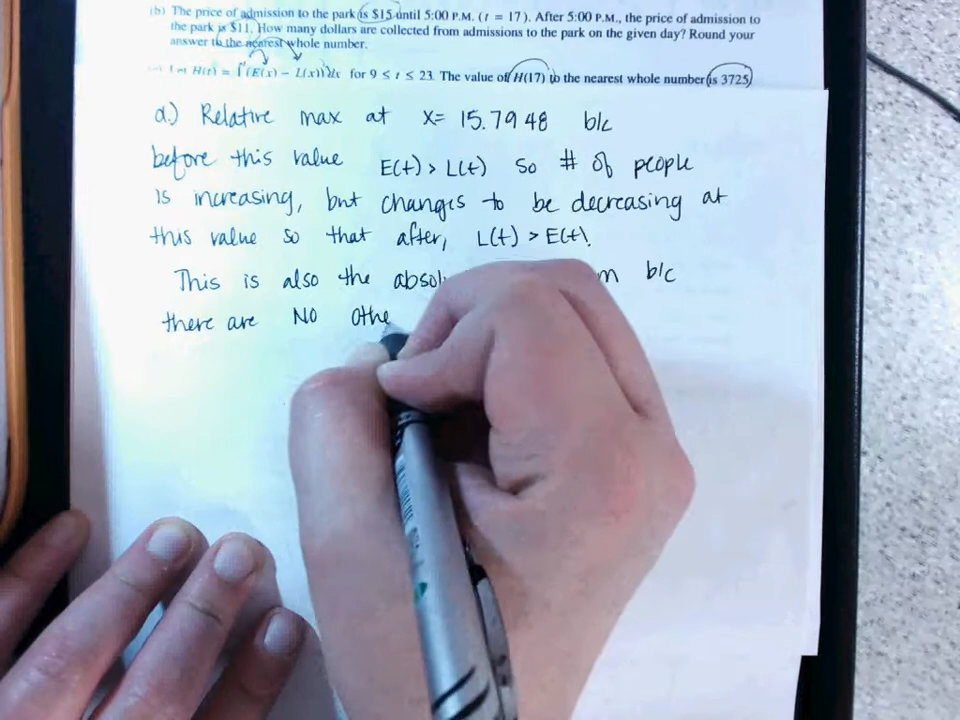 (b) The price of admission to the park is $15 until 5:00 P.M. (t = 17). After 5:00 P.M., the price of admission to
the park is $11. How many dollars are collected from admissions to the park on the given day? Round your
answer to the nearest whole number.
H(t) = ∫ (E(x) − L(x)) dx for 9 ≤ t ≤ 23. The value of H(17) to the nearest whole number is 3725
d.) Relative max at x= 15.7948 b/c
before this value E(t) > L(t) so # of people
is increasing, but changes to be decreasing at
this value so that after, L(t) > E(t).
This is also the b/c
there are NO